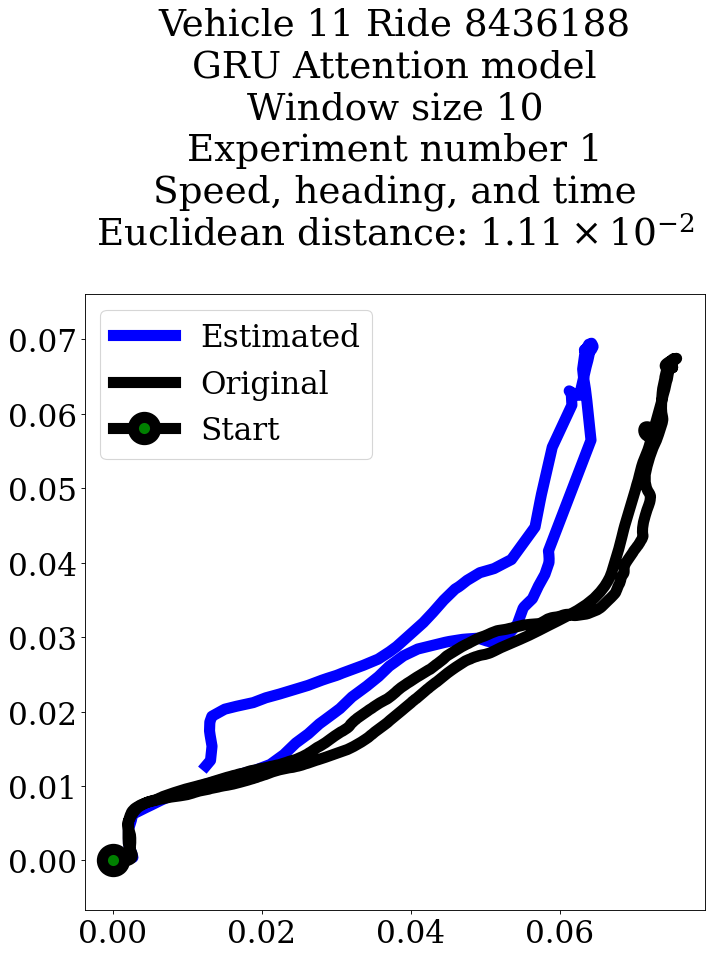 Vehicle 11 Ride 8436188
GRU Attention model
Window size 10
Experiment number 1
Speed, heading, and time
Euclidean distance: 1.11 × 10⁻²
Estimated
Original
Start
0.07
0.06
0.05
0.04
0.03
0.02
0.01
0.00
0.00 0.02 0.04 0.06